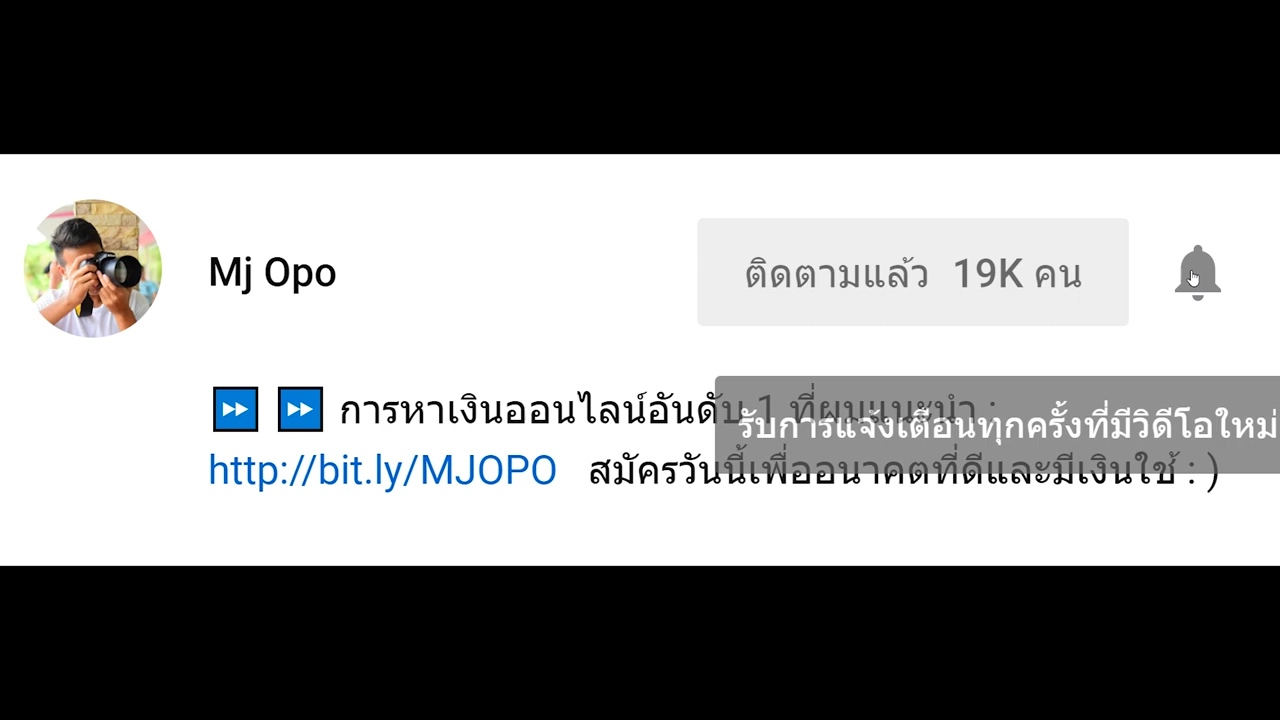 Mj Opo
ติดตามแล้ว 19K คน
การหาเงินออนไลน์อันดับ 1 ที่ผมแนะนำ :
รับการแจ้งเตือนทุกครั้งที่มีวิดีโอใหม่
http://bit.ly/MJOPO สมัครวันนี้เพื่ออนาคตที่ดีและมีเงินใช้ : )